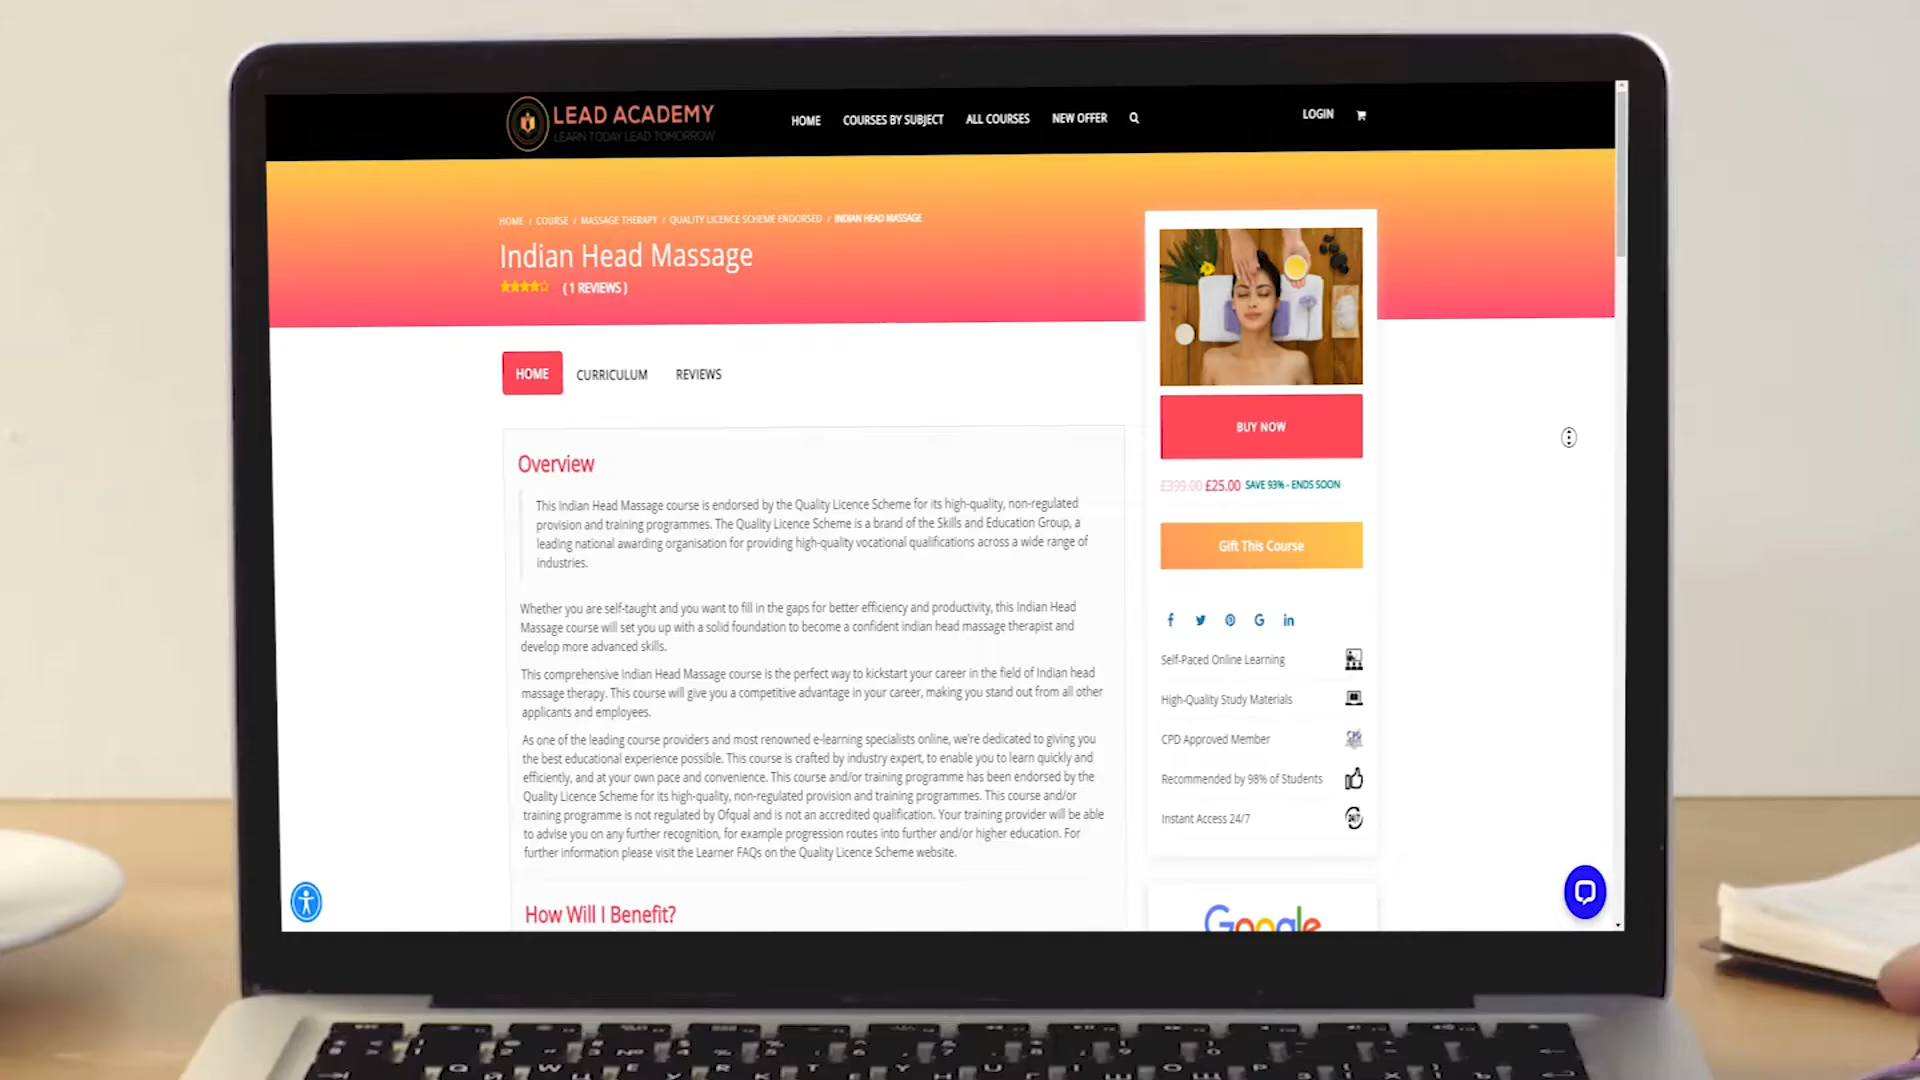 LEAD ACADEMY
LEARN TODAY LEAD TOMORROW
HOME
COURSES BY SUBJECT
ALL COURSES
NEW OFFER
LOGIN
HOME / COURSE / MASSAGE THERAPY / QUALITY LICENCE SCHEME ENDORSED / INDIAN HEAD MASSAGE
Indian Head Massage
( 1 REVIEWS )
HOME
CURRICULUM
REVIEWS
Overview
This Indian Head Massage course is endorsed by the Quality Licence Scheme for its high-quality, non-regulated
provision and training programmes. The Quality Licence Scheme is a brand of the Skills and Education Group, a
leading national awarding organisation for providing high-quality vocational qualifications across a wide range of
industries.
Whether you are self-taught and you want to fill in the gaps for better efficiency and productivity, this Indian Head
Massage course will set you up with a solid foundation to become a confident indian head massage therapist and
develop more advanced skills.
This comprehensive Indian Head Massage course is the perfect way to kickstart your career in the field of Indian head
massage therapy. This course will give you a competitive advantage in your career, making you stand out from all other
applicants and employees.
As one of the leading course providers and most renowned e-learning specialists online, we're dedicated to giving you
the best educational experience possible. This course is crafted by industry expert, to enable you to learn quickly and
efficiently, and at your own pace and convenience. This course and/or training programme has been endorsed by the
Quality Licence Scheme for its high-quality, non-regulated provision and training programmes. This course and/or
training programme is not regulated by Ofqual and is not an accredited qualification. Your training provider will be able
to advise you on any further recognition, for example progression routes into further and/or higher education. For
further information please visit the Learner FAQs on the Quality Licence Scheme website.
How Will I Benefit?
BUY NOW
£399.00 £25.00 SAVE 93% - ENDS SOON
Gift This Course
Self-Paced Online Learning
High-Quality Study Materials
CPD Approved Member
Recommended by 98% of Students
Instant Access 24/7
Google